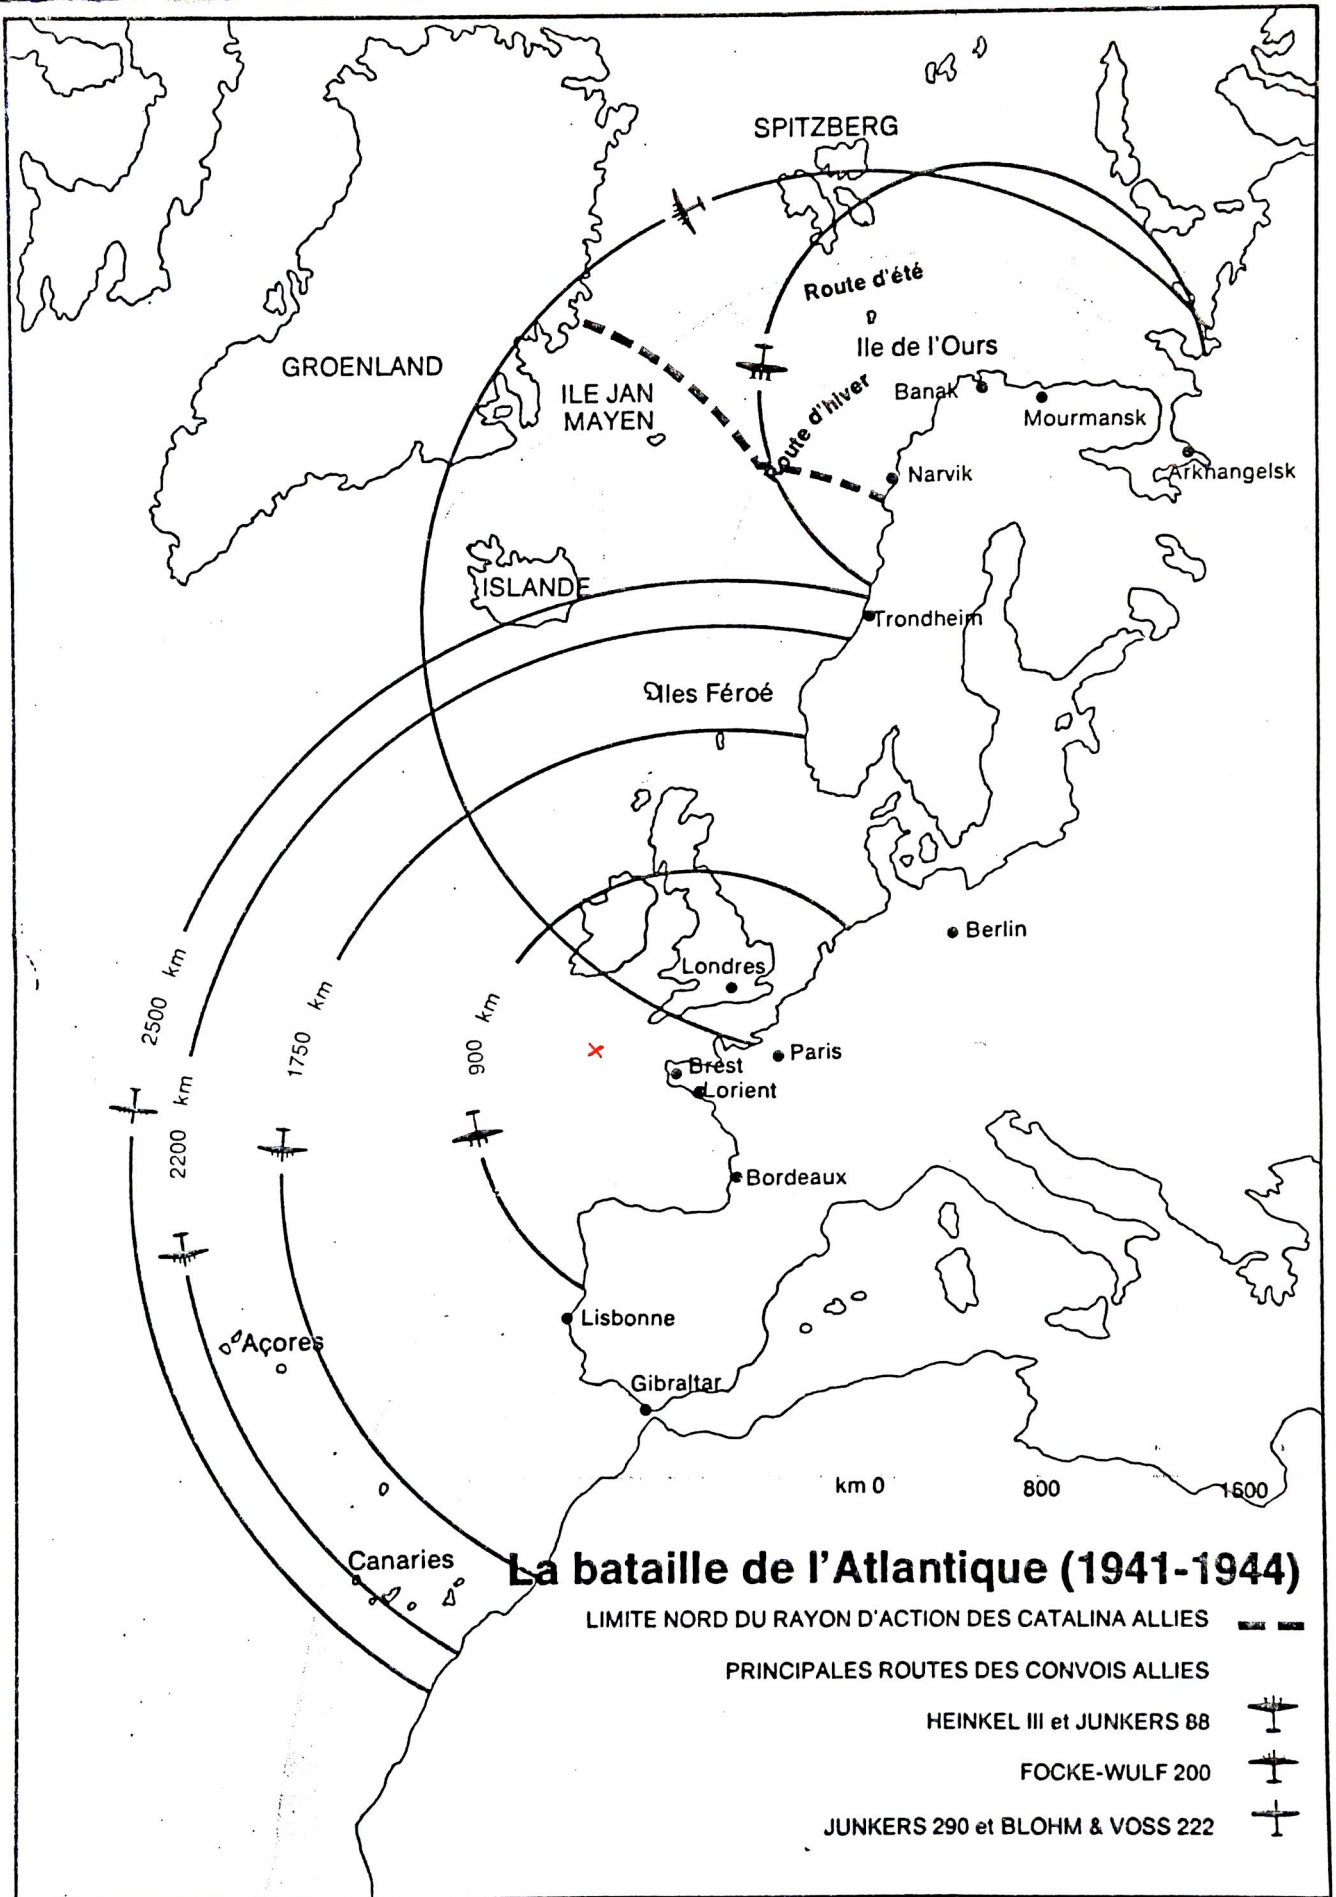 SPITZBERG
Route d'été
Ile de l'Ours
GROENLAND
ILE JAN
MAYEN
Route d'hiver
Banak
Mourmansk
Narvik
Arkhangelsk
ISLANDE
Trondheim
Iles Féroé
Berlin
Londres
2500 km
1750 km
900 km
Paris
Brest
Lorient
2200 km
Bordeaux
Lisbonne
Açores
Gibraltar
km 0 800 1600
Canaries
La bataille de l'Atlantique (1941-1944)
LIMITE NORD DU RAYON D'ACTION DES CATALINA ALLIES
PRINCIPALES ROUTES DES CONVOIS ALLIES
HEINKEL III et JUNKERS 88
FOCKE-WULF 200
JUNKERS 290 et BLOHM & VOSS 222